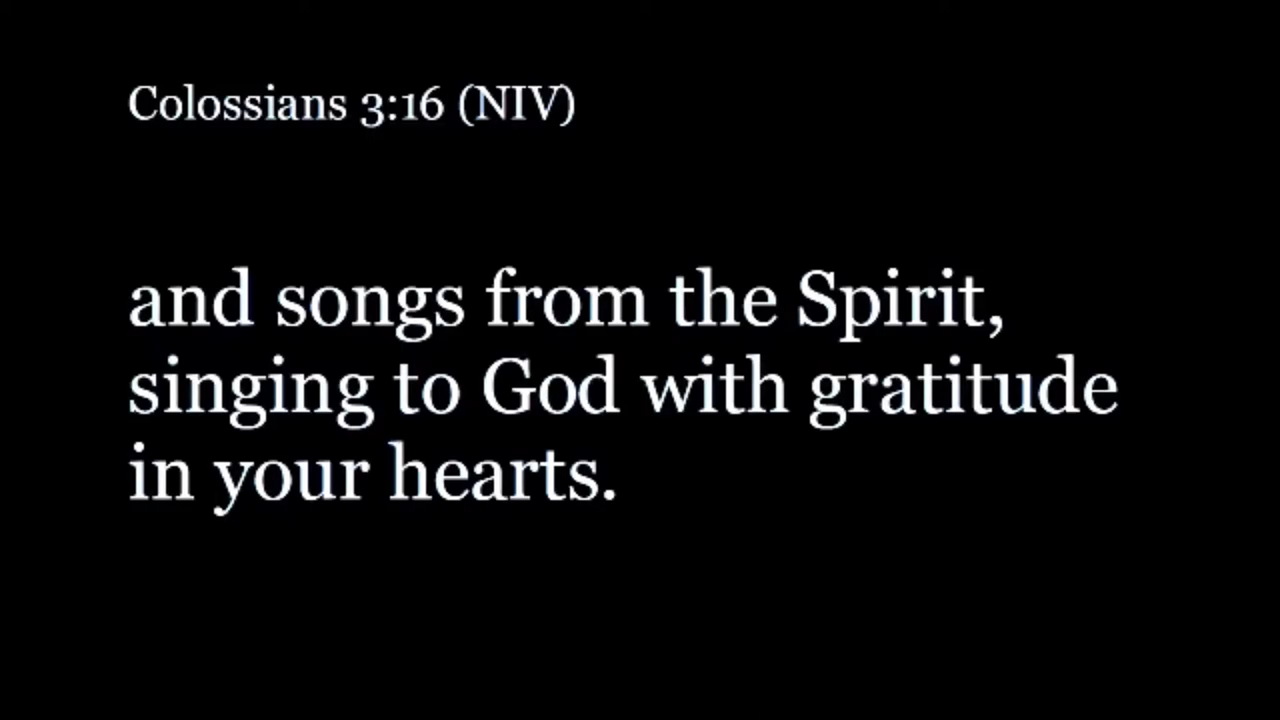 Colossians 3:16 (NIV)
and songs from the Spirit,
singing to God with gratitude
in your hearts.